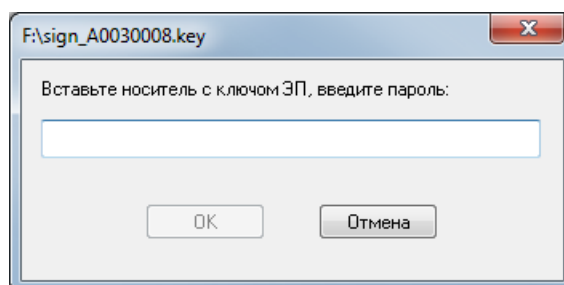 F:\sign_A0030008.key
Вставьте носитель с ключом ЭП, введите пароль:
OK Отмена